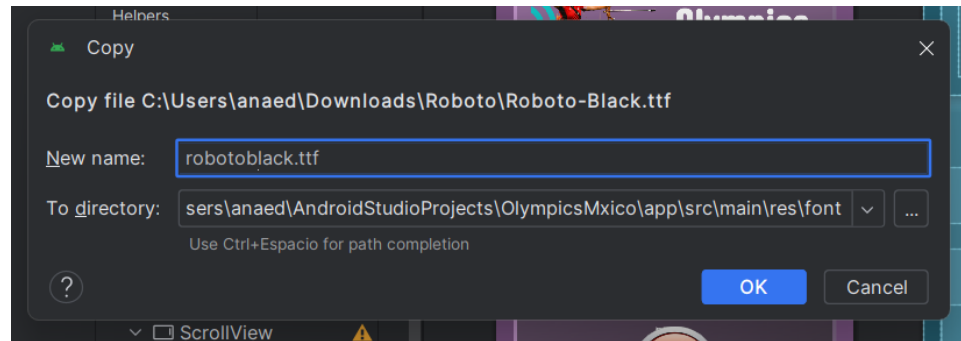 Helpers
Olympics
Copy
Copy file C:\Users\anaed\Downloads\Roboto\Roboto-Black.ttf
New name: robotoblack.ttf
To directory: sers\anaed\AndroidStudioProjects\OlympicsMxico\app\src\main\res\font ...
Use Ctrl+Espacio for path completion
? OK Cancel
ScrollView